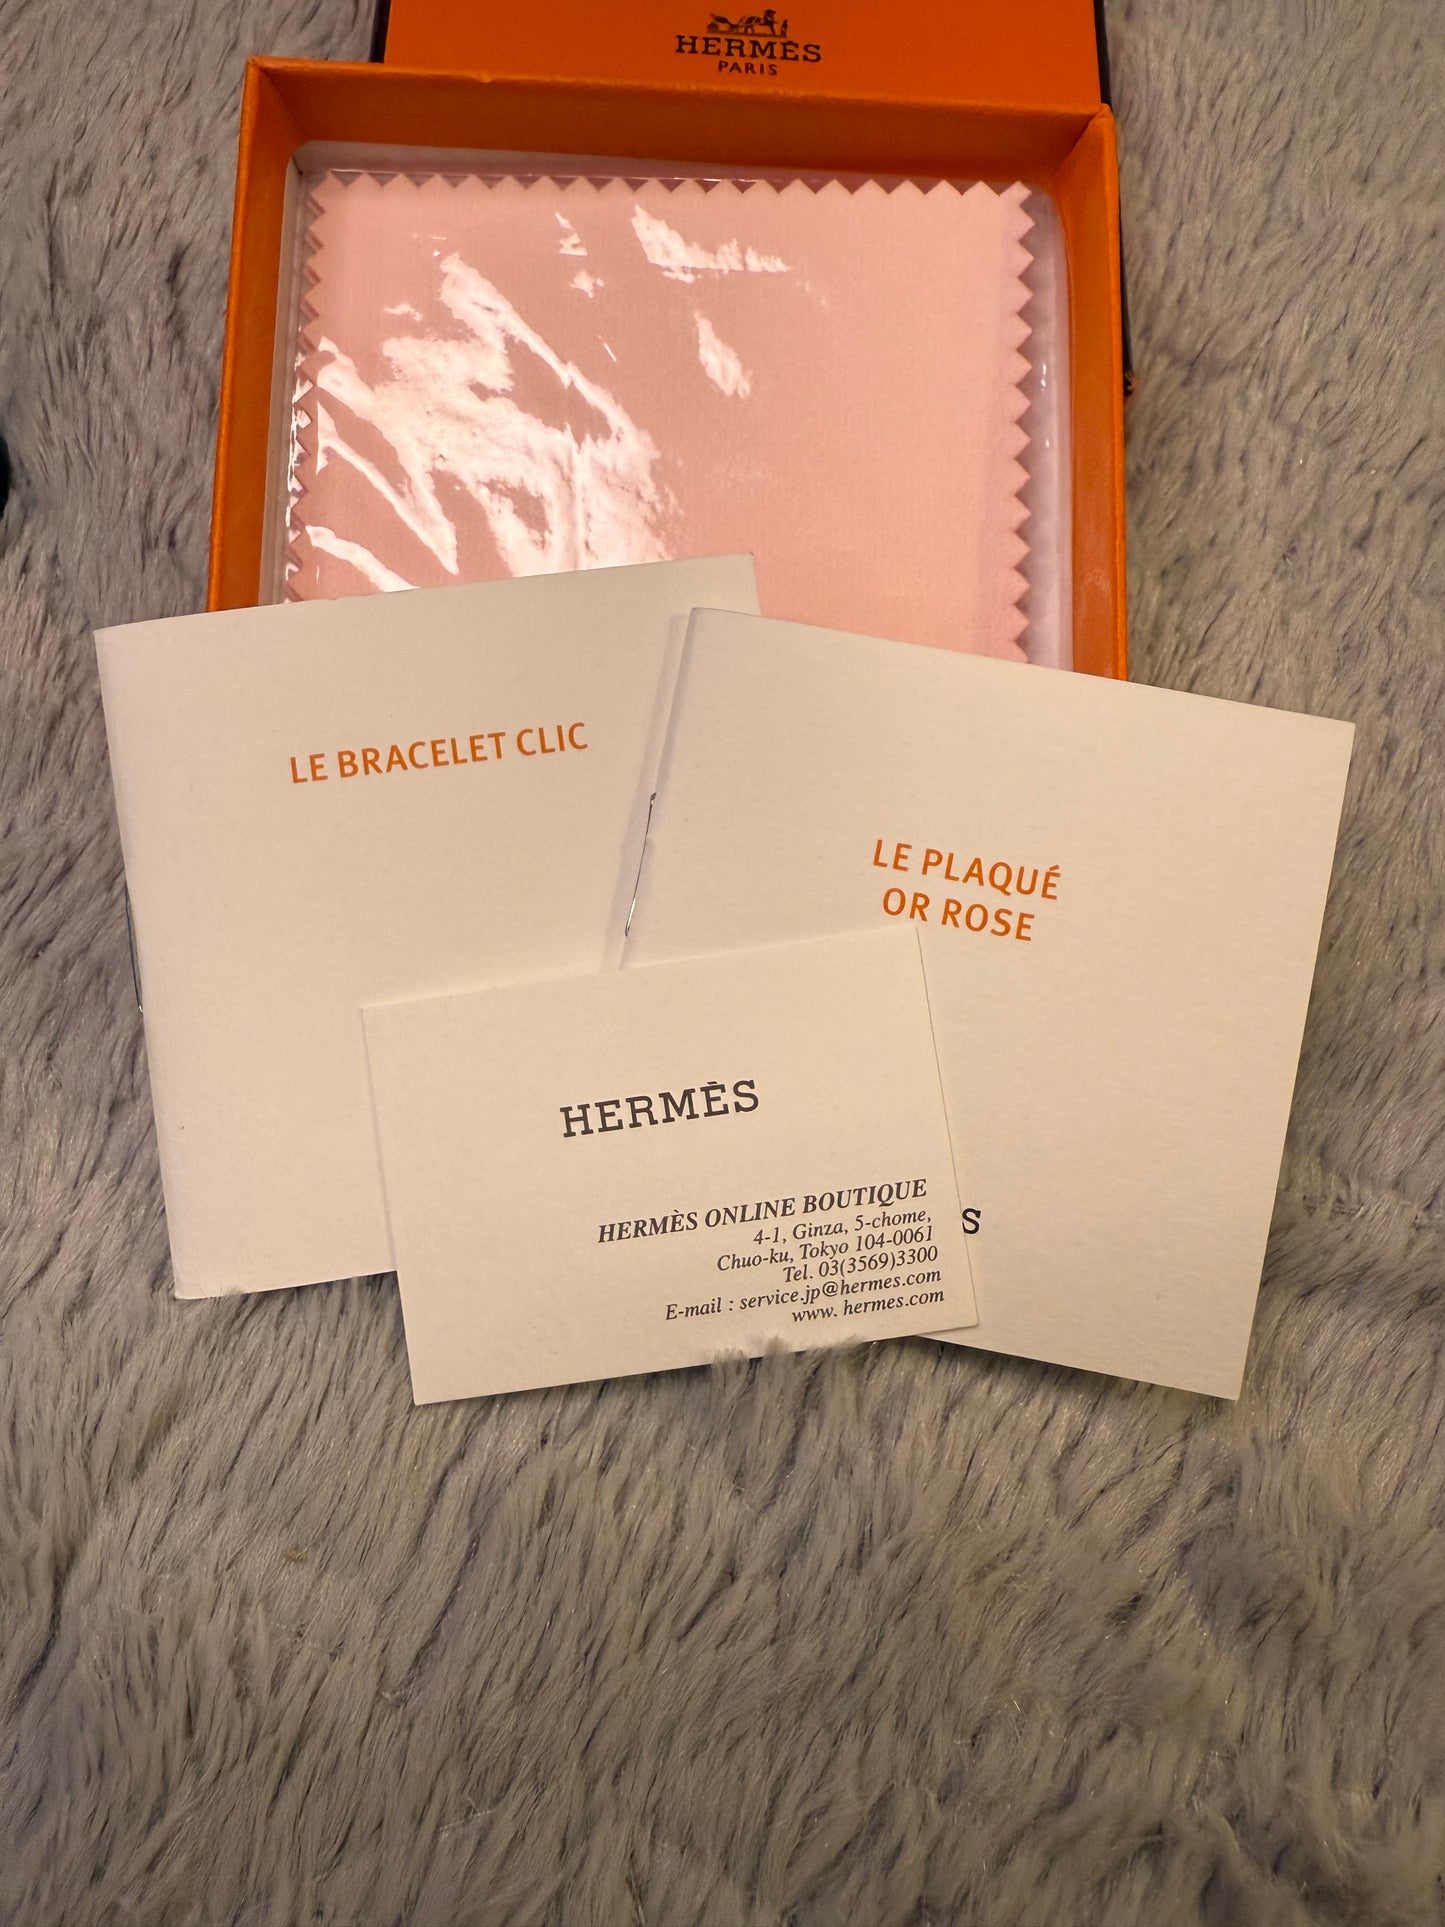 HERMÈS
PARIS
LE BRACELET CLIC
LE PLAQUÉ
OR ROSE
HERMÈS
HERMÈS ONLINE BOUTIQUE
4-1, Ginza, 5-chome,
Chuo-ku, Tokyo 104-0061
Tel. 03(3569)3300
E-mail : service.jp@hermes.com
www. hermes.com
S